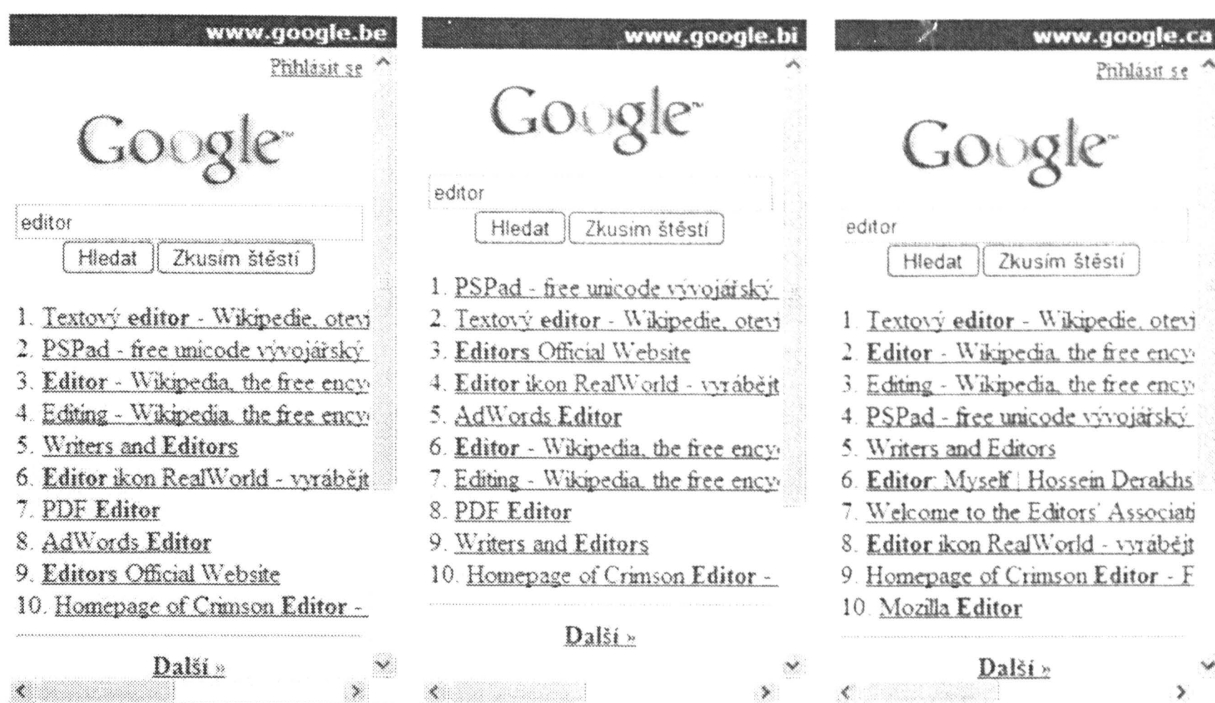 www.google.be
Přihlásit se
Google™
editor
Hledat Zkusím štěstí
1. Textový editor - Wikipedie, otevř
2. PSPad - free unicode vývojářský
3. Editor - Wikipedia, the free ency
4. Editing - Wikipedia, the free ency
5. Writers and Editors
6. Editor ikon RealWorld - vyrábějt
7. PDF Editor
8. AdWords Editor
9. Editors Official Website
10. Homepage of Crimson Editor -
Další »
www.google.bi
Google™
editor
Hledat Zkusím štěstí
1. PSPad - free unicode vývojářský
2. Textový editor - Wikipedie, otevř
3. Editors Official Website
4. Editor ikon RealWorld - vyrábějt
5. AdWords Editor
6. Editor - Wikipedia, the free ency
7. Editing - Wikipedia, the free ency
8. PDF Editor
9. Writers and Editors
10. Homepage of Crimson Editor -
Další »
www.google.ca
Přihlásit se
Google™
editor
Hledat Zkusím štěstí
1. Textový editor - Wikipedie, otevř
2. Editor - Wikipedia, the free ency
3. Editing - Wikipedia, the free ency
4. PSPad - free unicode vývojářský
5. Writers and Editors
6. Editor: Myself | Hossein Derakhs
7. Welcome to the Editors' Associati
8. Editor ikon RealWorld - vyrábějt
9. Homepage of Crimson Editor - F
10. Mozilla Editor
Další »